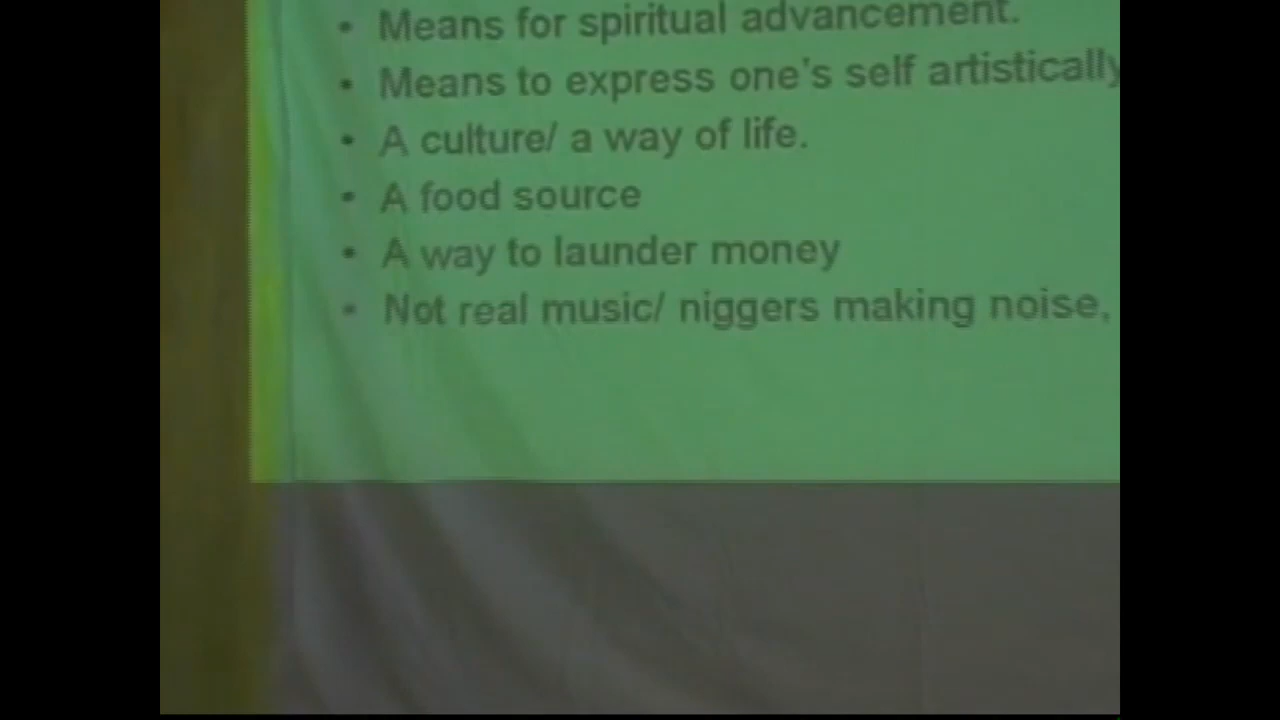 • Means for spiritual advancement.
• Means to express one's self artistically
• A culture/ a way of life.
• A food source
• A way to launder money
• Not real music/ niggers making noise,